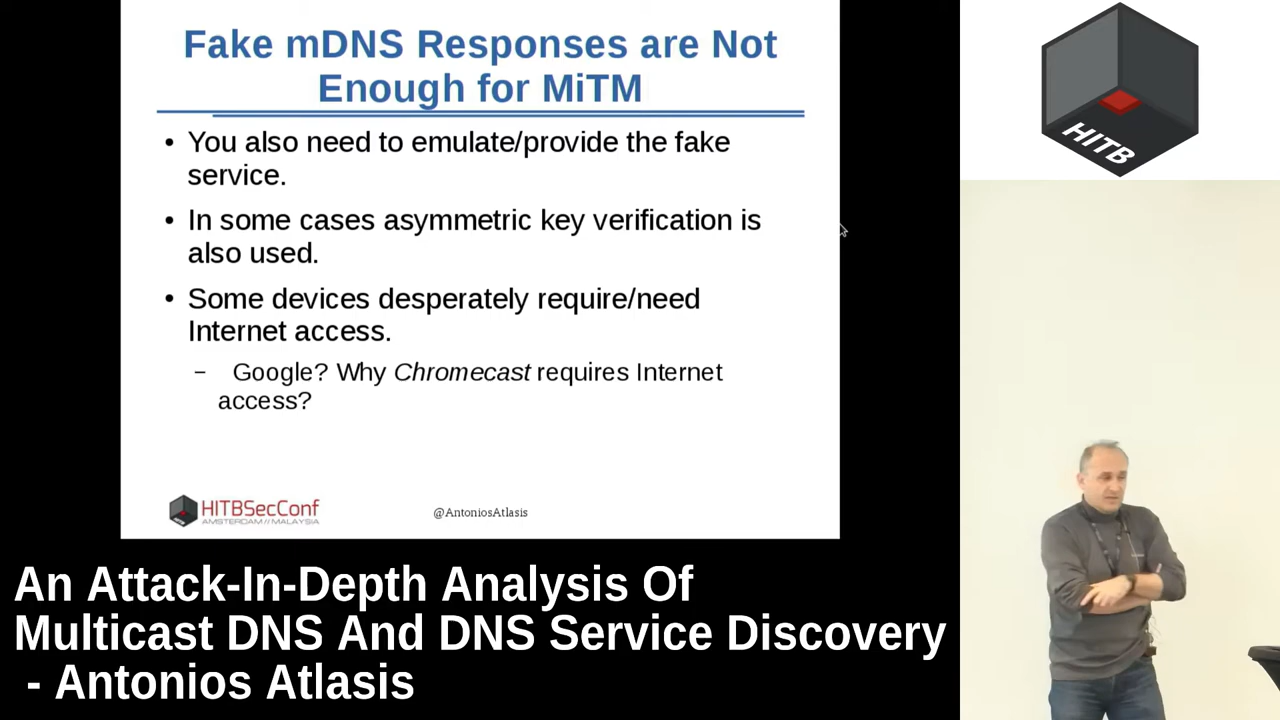 Fake mDNS Responses are Not
Enough for MiTM
• You also need to emulate/provide the fake
service.
• In some cases asymmetric key verification is
also used.
• Some devices desperately require/need
Internet access.
– Google? Why Chromecast requires Internet
access?
HITBSecConf
AMSTERDAM // MALAYSIA
@AntoniosAtlasis
HITB
An Attack-In-Depth Analysis Of
Multicast DNS And DNS Service Discovery
- Antonios Atlasis